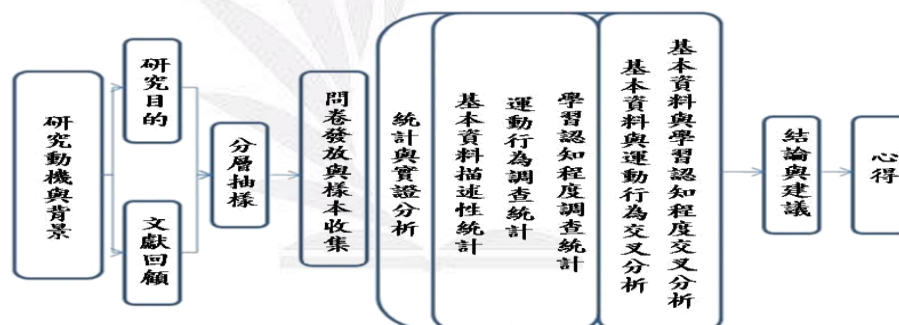 研究動機與背景
研究目的
文獻回顧
分層抽樣
問卷發放與樣本收集
統計與實證分析
基本資料描述性統計
運動行為調查統計
學習認知程度調查統計
基本資料與運動行為交叉分析
基本資料與學習認知程度交叉分析
結論與建議
心得